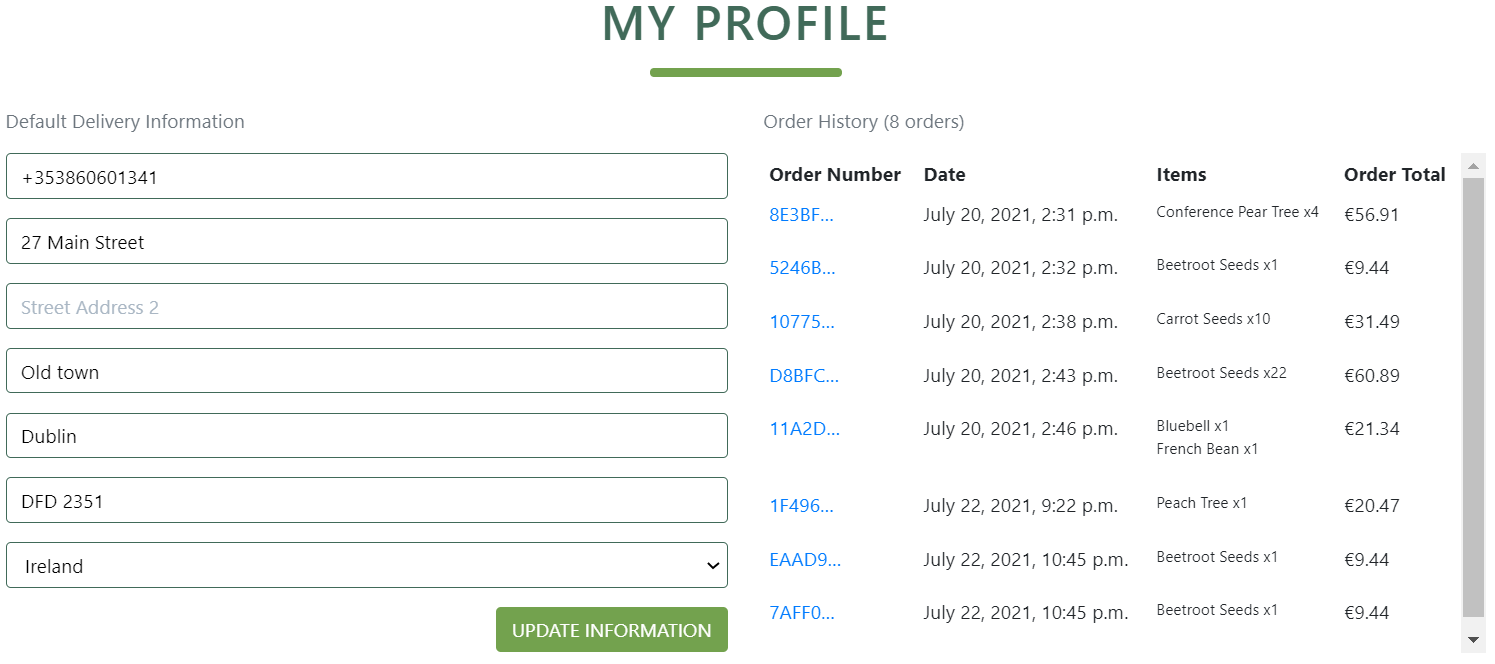 MY PROFILE
Default Delivery Information
+353860601341
27 Main Street
Street Address 2
Old town
Dublin
DFD 2351
Ireland
UPDATE INFORMATION
Order History (8 orders)
Order Number Date Items Order Total
8E3BF... July 20, 2021, 2:31 p.m. Conference Pear Tree x4 €56.91
5246B... July 20, 2021, 2:32 p.m. Beetroot Seeds x1 €9.44
10775... July 20, 2021, 2:38 p.m. Carrot Seeds x10 €31.49
D8BFC... July 20, 2021, 2:43 p.m. Beetroot Seeds x22 €60.89
11A2D... July 20, 2021, 2:46 p.m. Bluebell x1 €21.34
French Bean x1
1F496... July 22, 2021, 9:22 p.m. Peach Tree x1 €20.47
EAAD9... July 22, 2021, 10:45 p.m. Beetroot Seeds x1 €9.44
7AFF0... July 22, 2021, 10:45 p.m. Beetroot Seeds x1 €9.44